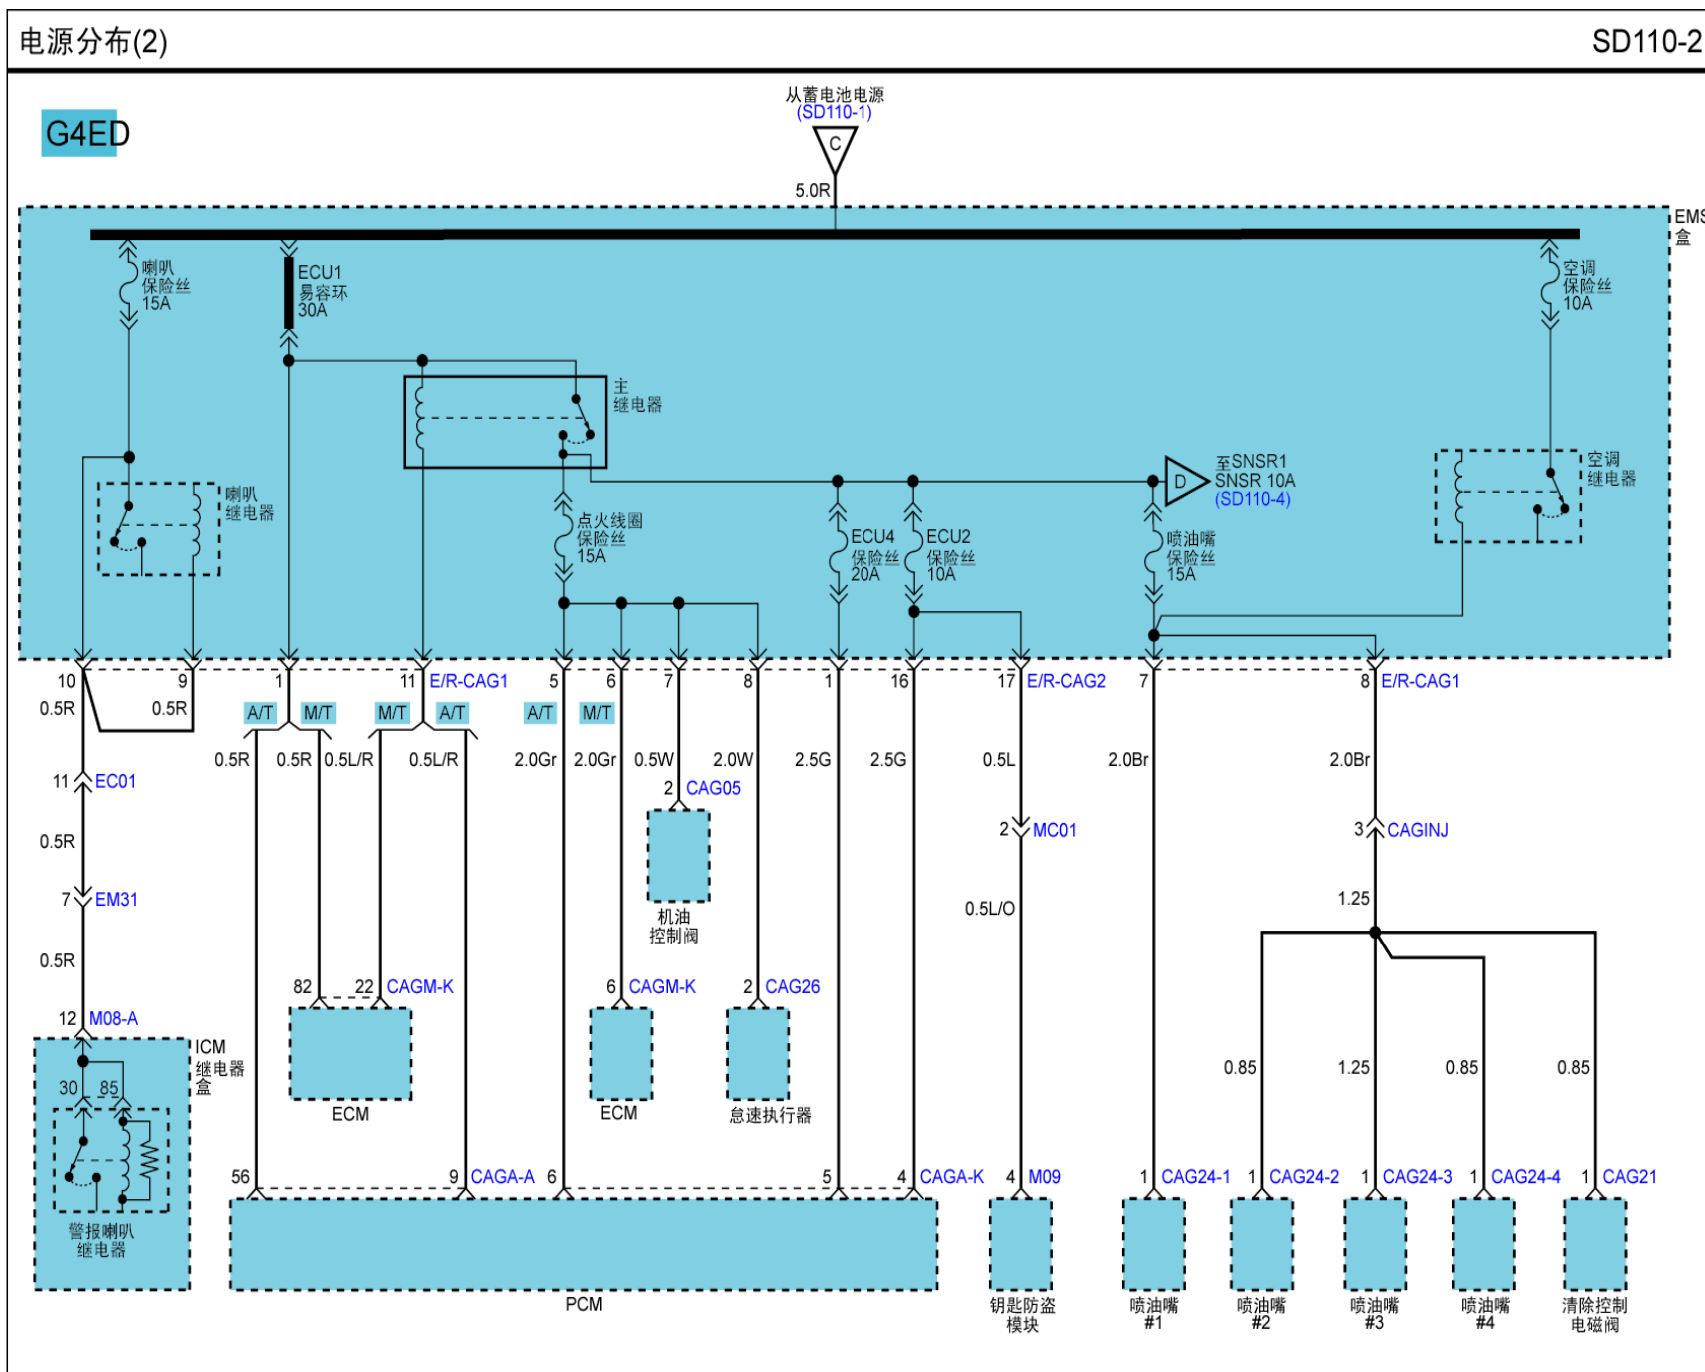 电源分布(2)
SD110-2
G4ED
从蓄电池电源
(SD110-1)
C
5.0R
EMS
盒
喇叭
保险丝
15A
ECU1
易容环
30A
空调
保险丝
10A
主
继电器
喇叭
继电器
点火线圈
保险丝
15A
ECU4
保险丝
20A
ECU2
保险丝
10A
D
至SNSR1
SNSR 10A
(SD110-4)
喷油嘴
保险丝
15A
空调
继电器
10
9
1
11
E/R-CAG1
5
6
7
8
1
16
17
E/R-CAG2
7
8
E/R-CAG1
0.5R
0.5R
A/T
M/T
M/T
A/T
A/T
M/T
0.5R
0.5R
0.5L/R
0.5L/R
2.0Gr
2.0Gr
0.5W
2.0W
2.5G
2.5G
0.5L
2.0Br
2.0Br
11
EC01
2
CAG05
2
MC01
3
CAGINJ
0.5R
7
EM31
机油
控制阀
0.5L/O
1.25
0.5R
82
22
CAGM-K
6
CAGM-K
2
CAG26
12
M08-A
ICM
继电器
盒
30
85
ECM
ECM
怠速执行器
0.85
1.25
0.85
0.85
56
9
CAGA-A
6
5
4
CAGA-K
4
M09
1
CAG24-1
1
CAG24-2
1
CAG24-3
1
CAG24-4
1
CAG21
警报喇叭
继电器
PCM
钥匙防盗
模块
喷油嘴
#1
喷油嘴
#2
喷油嘴
#3
喷油嘴
#4
清除控制
电磁阀